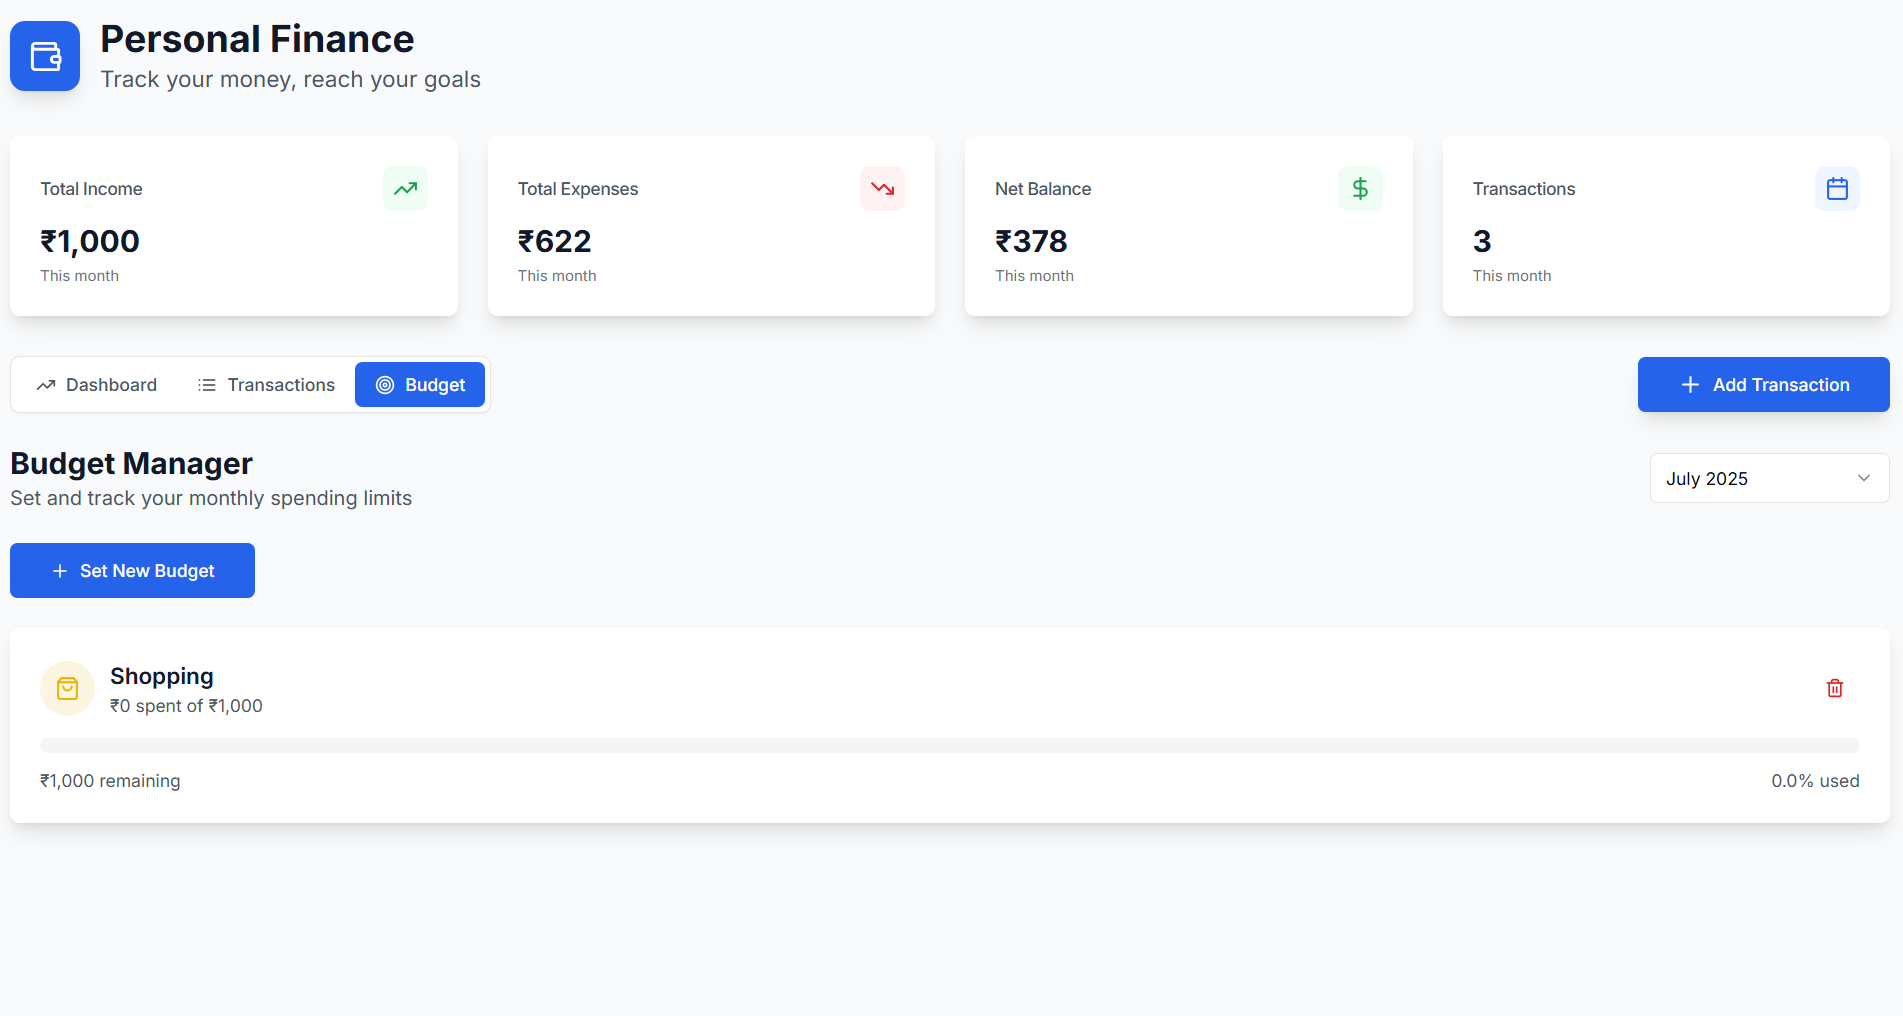 Personal Finance
Track your money, reach your goals
Total Income
₹1,000
This month
Total Expenses
₹622
This month
Net Balance
₹378
This month
Transactions
3
This month
Dashboard
Transactions
Budget
Add Transaction
Budget Manager
Set and track your monthly spending limits
July 2025
Set New Budget
Shopping
₹0 spent of ₹1,000
₹1,000 remaining
0.0% used